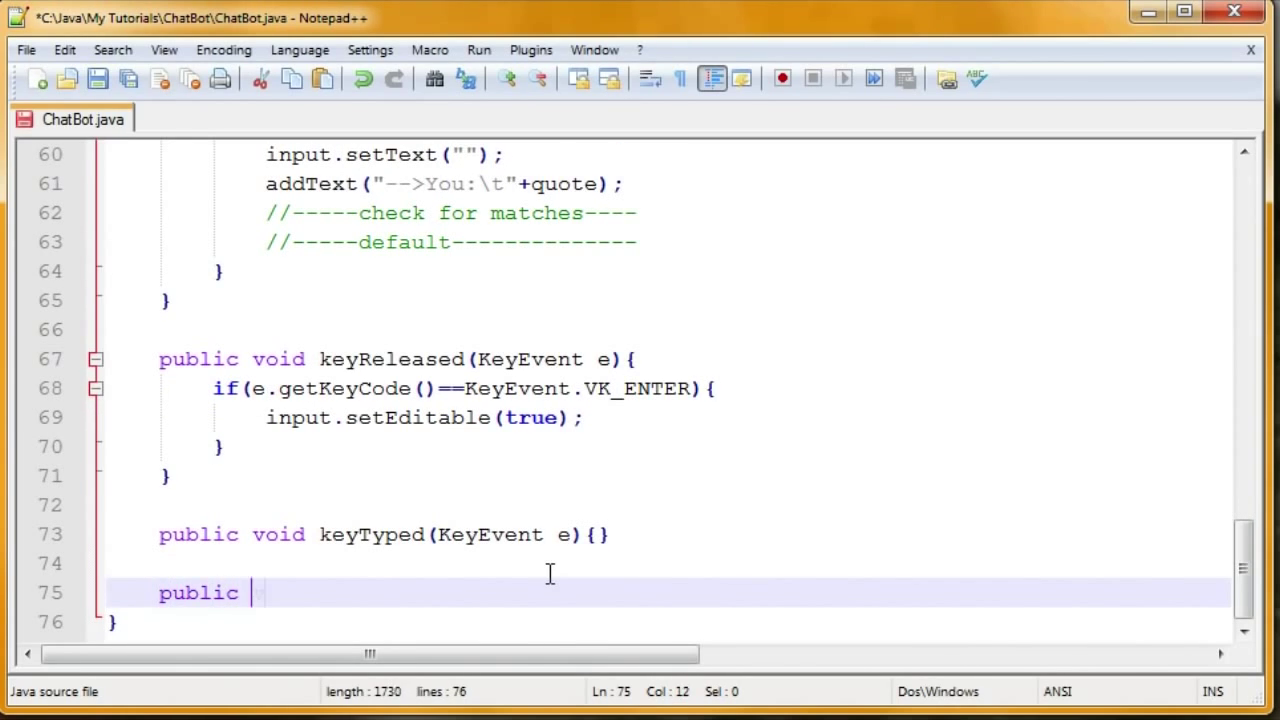 *C:\Java\My Tutorials\ChatBot\ChatBot.java - Notepad++
File Edit Search View Encoding Language Settings Macro Run Plugins Window ? X
ABC
ChatBot.java
60 input.setText("");
61 addText("-->You:\t"+quote);
62 //-----check for matches----
63 //-----default--------------
64 }
65 }
66
67 public void keyReleased(KeyEvent e){
68 if(e.getKeyCode()==KeyEvent.VK_ENTER){
69 input.setEditable(true);
70 }
71 }
72
73 public void keyTyped(KeyEvent e){}
74
75 public
76 }
Java source file length : 1730 lines : 76 Ln : 75 Col : 12 Sel : 0 Dos\Windows ANSI INS